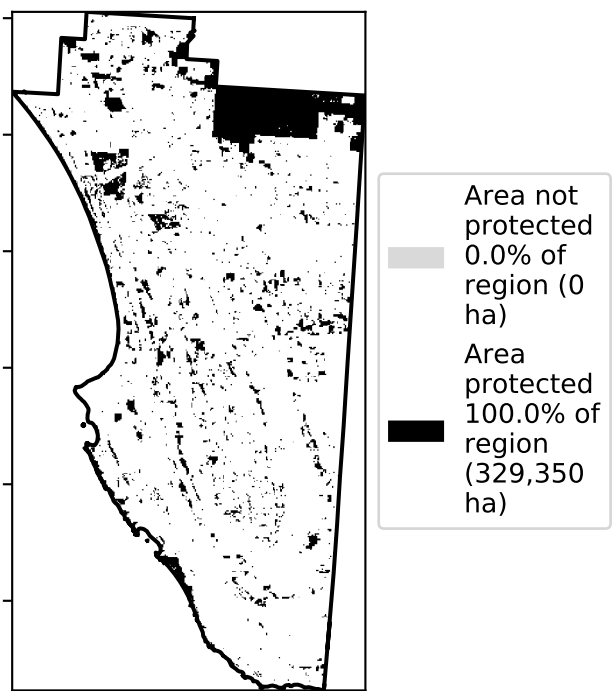 Area not
protected
0.0% of
region (0
ha)
Area
protected
100.0% of
region
(329,350
ha)